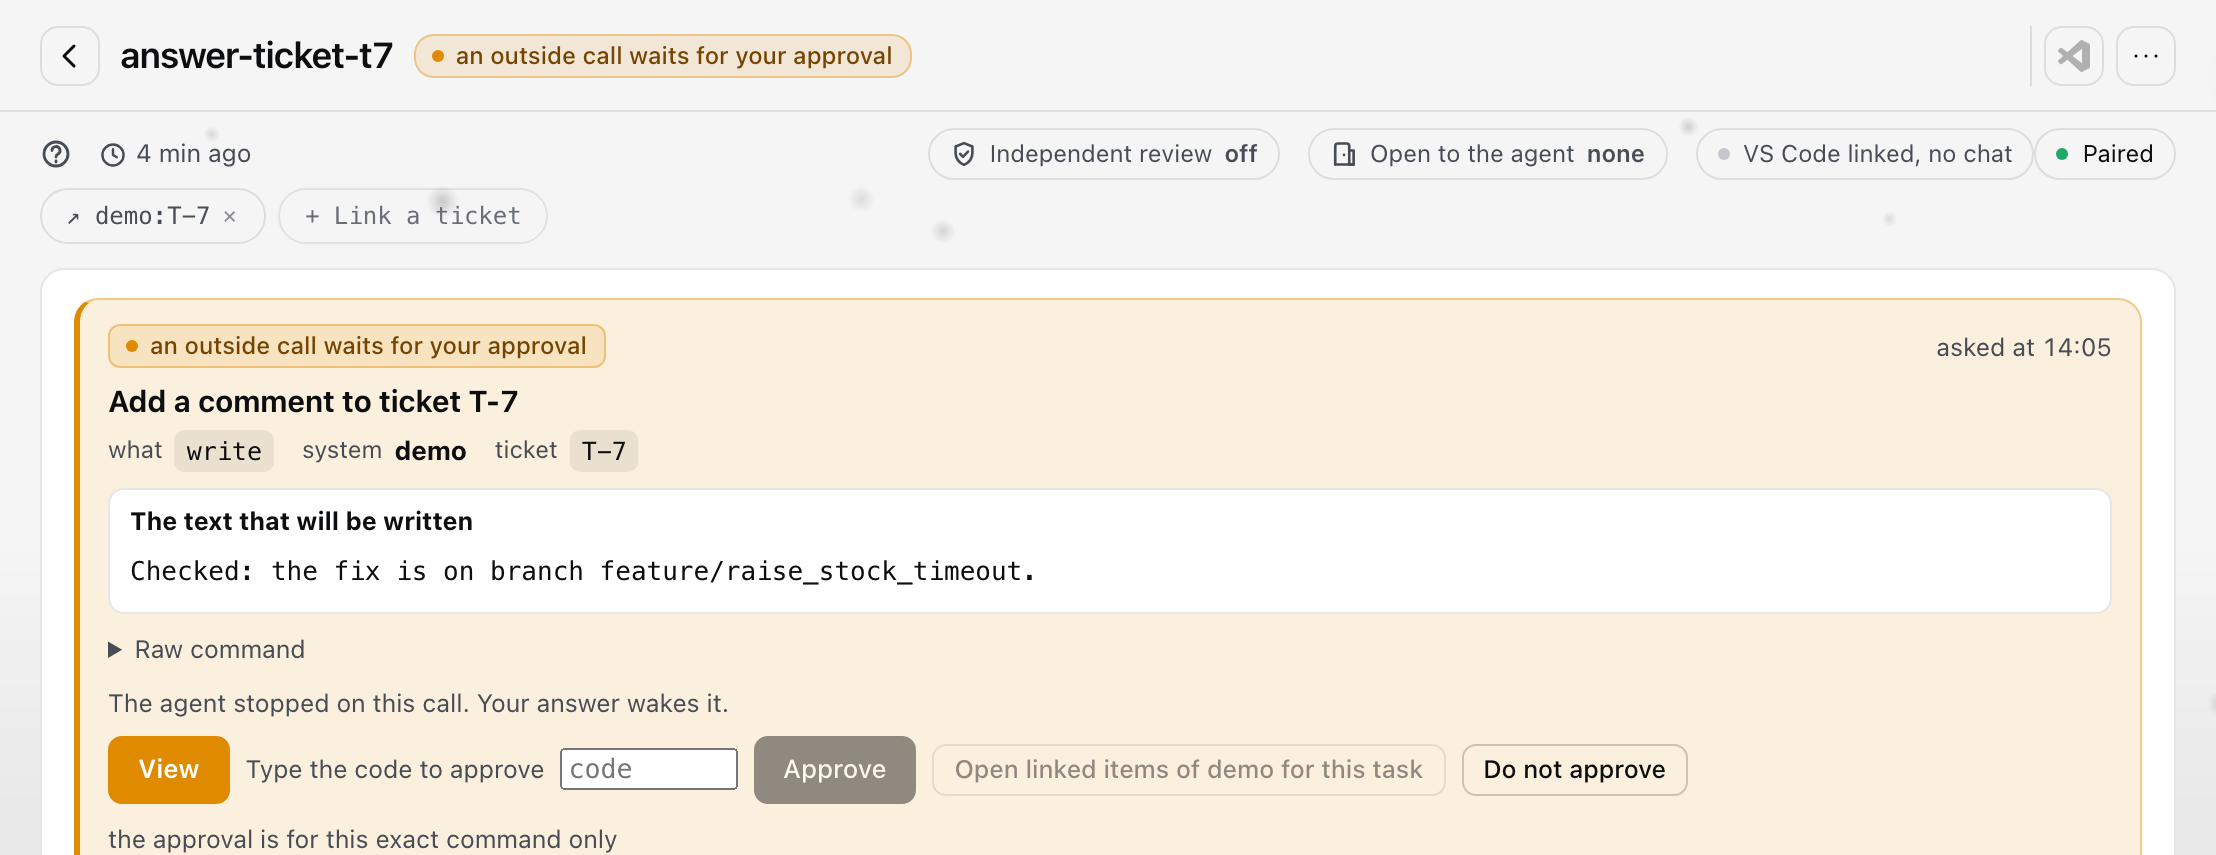 answer-ticket-t7 an outside call waits for your approval ...
4 min ago Independent review off Open to the agent none VS Code linked, no chat Paired
↗ demo:T-7 × + Link a ticket
an outside call waits for your approval asked at 14:05
Add a comment to ticket T-7
what write system demo ticket T-7
The text that will be written
Checked: the fix is on branch feature/raise_stock_timeout.
▶ Raw command
The agent stopped on this call. Your answer wakes it.
View Type the code to approve code Approve Open linked items of demo for this task Do not approve
the approval is for this exact command only